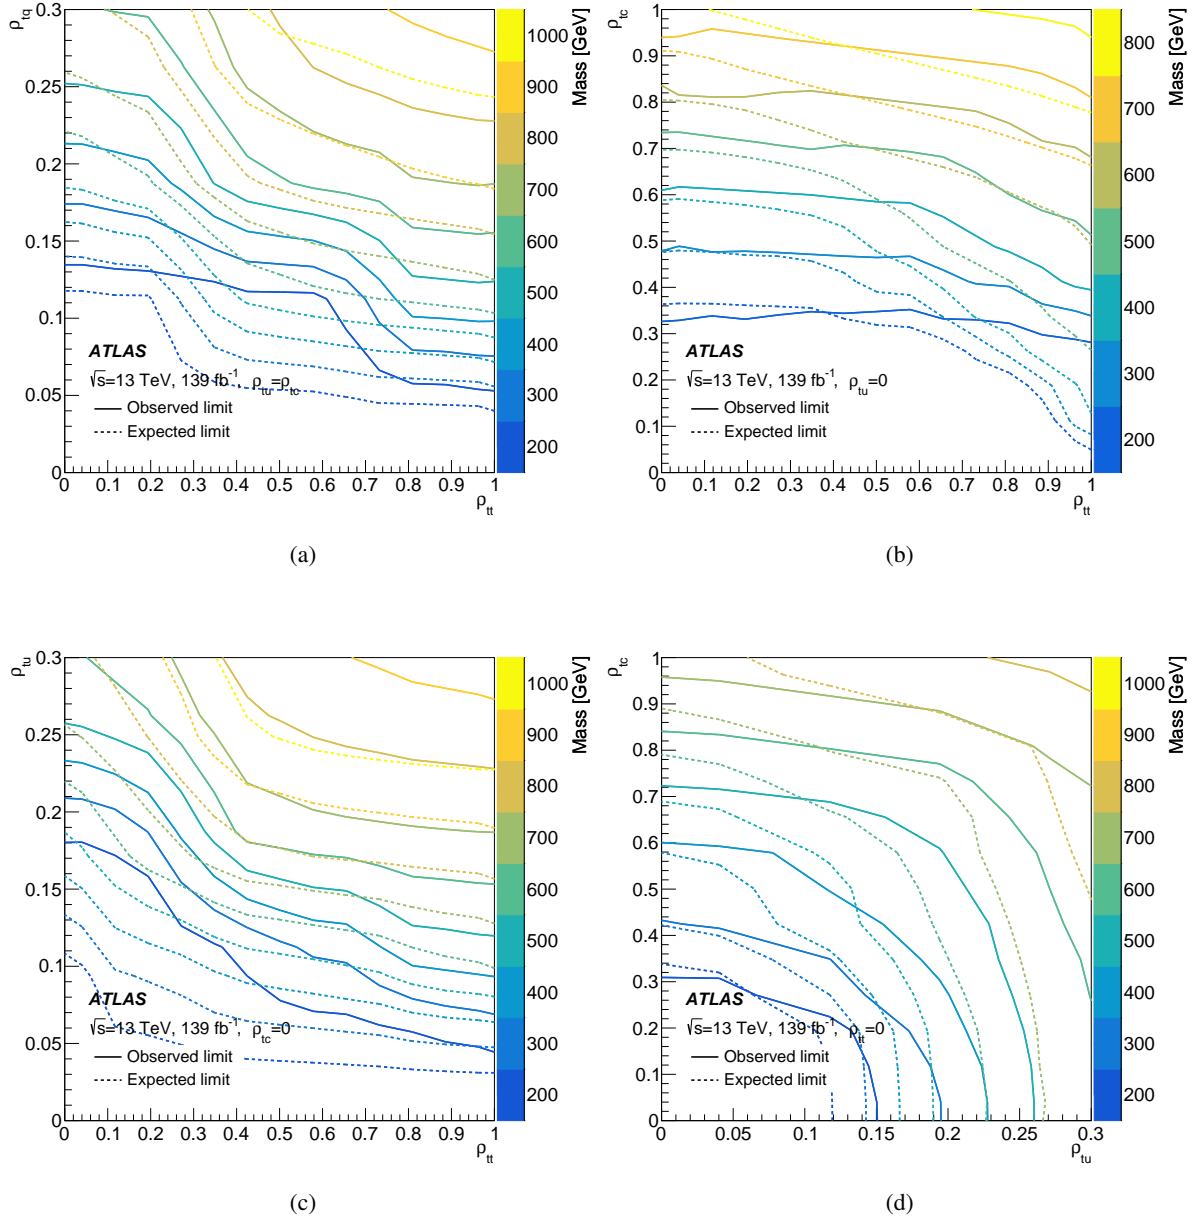 ρtq
0.3
0.25
0.2
0.15
0.1
0.05
0
0 0.1 0.2 0.3 0.4 0.5 0.6 0.7 0.8 0.9 1
ρtt
ATLAS
√s=13 TeV, 139 fb-1, ρtu=ρtc
Observed limit
Expected limit
1000
900
800
700
600
500
400
300
200
Mass [GeV]
(a)
ρtc
1
0.9
0.8
0.7
0.6
0.5
0.4
0.3
0.2
0.1
0
0 0.1 0.2 0.3 0.4 0.5 0.6 0.7 0.8 0.9 1
ρtt
ATLAS
√s=13 TeV, 139 fb-1, ρtu=0
Observed limit
Expected limit
800
700
600
500
400
300
200
Mass [GeV]
(b)
ρtu
0.3
0.25
0.2
0.15
0.1
0.05
0
0 0.1 0.2 0.3 0.4 0.5 0.6 0.7 0.8 0.9 1
ρtt
ATLAS
√s=13 TeV, 139 fb-1, ρtc=0
Observed limit
Expected limit
1000
900
800
700
600
500
400
300
200
Mass [GeV]
(c)
ρtc
1
0.9
0.8
0.7
0.6
0.5
0.4
0.3
0.2
0.1
0
0 0.05 0.1 0.15 0.2 0.25 0.3
ρtu
ATLAS
√s=13 TeV, 139 fb-1, ρtt=0
Observed limit
Expected limit
1000
900
800
700
600
500
400
300
200
Mass [GeV]
(d)